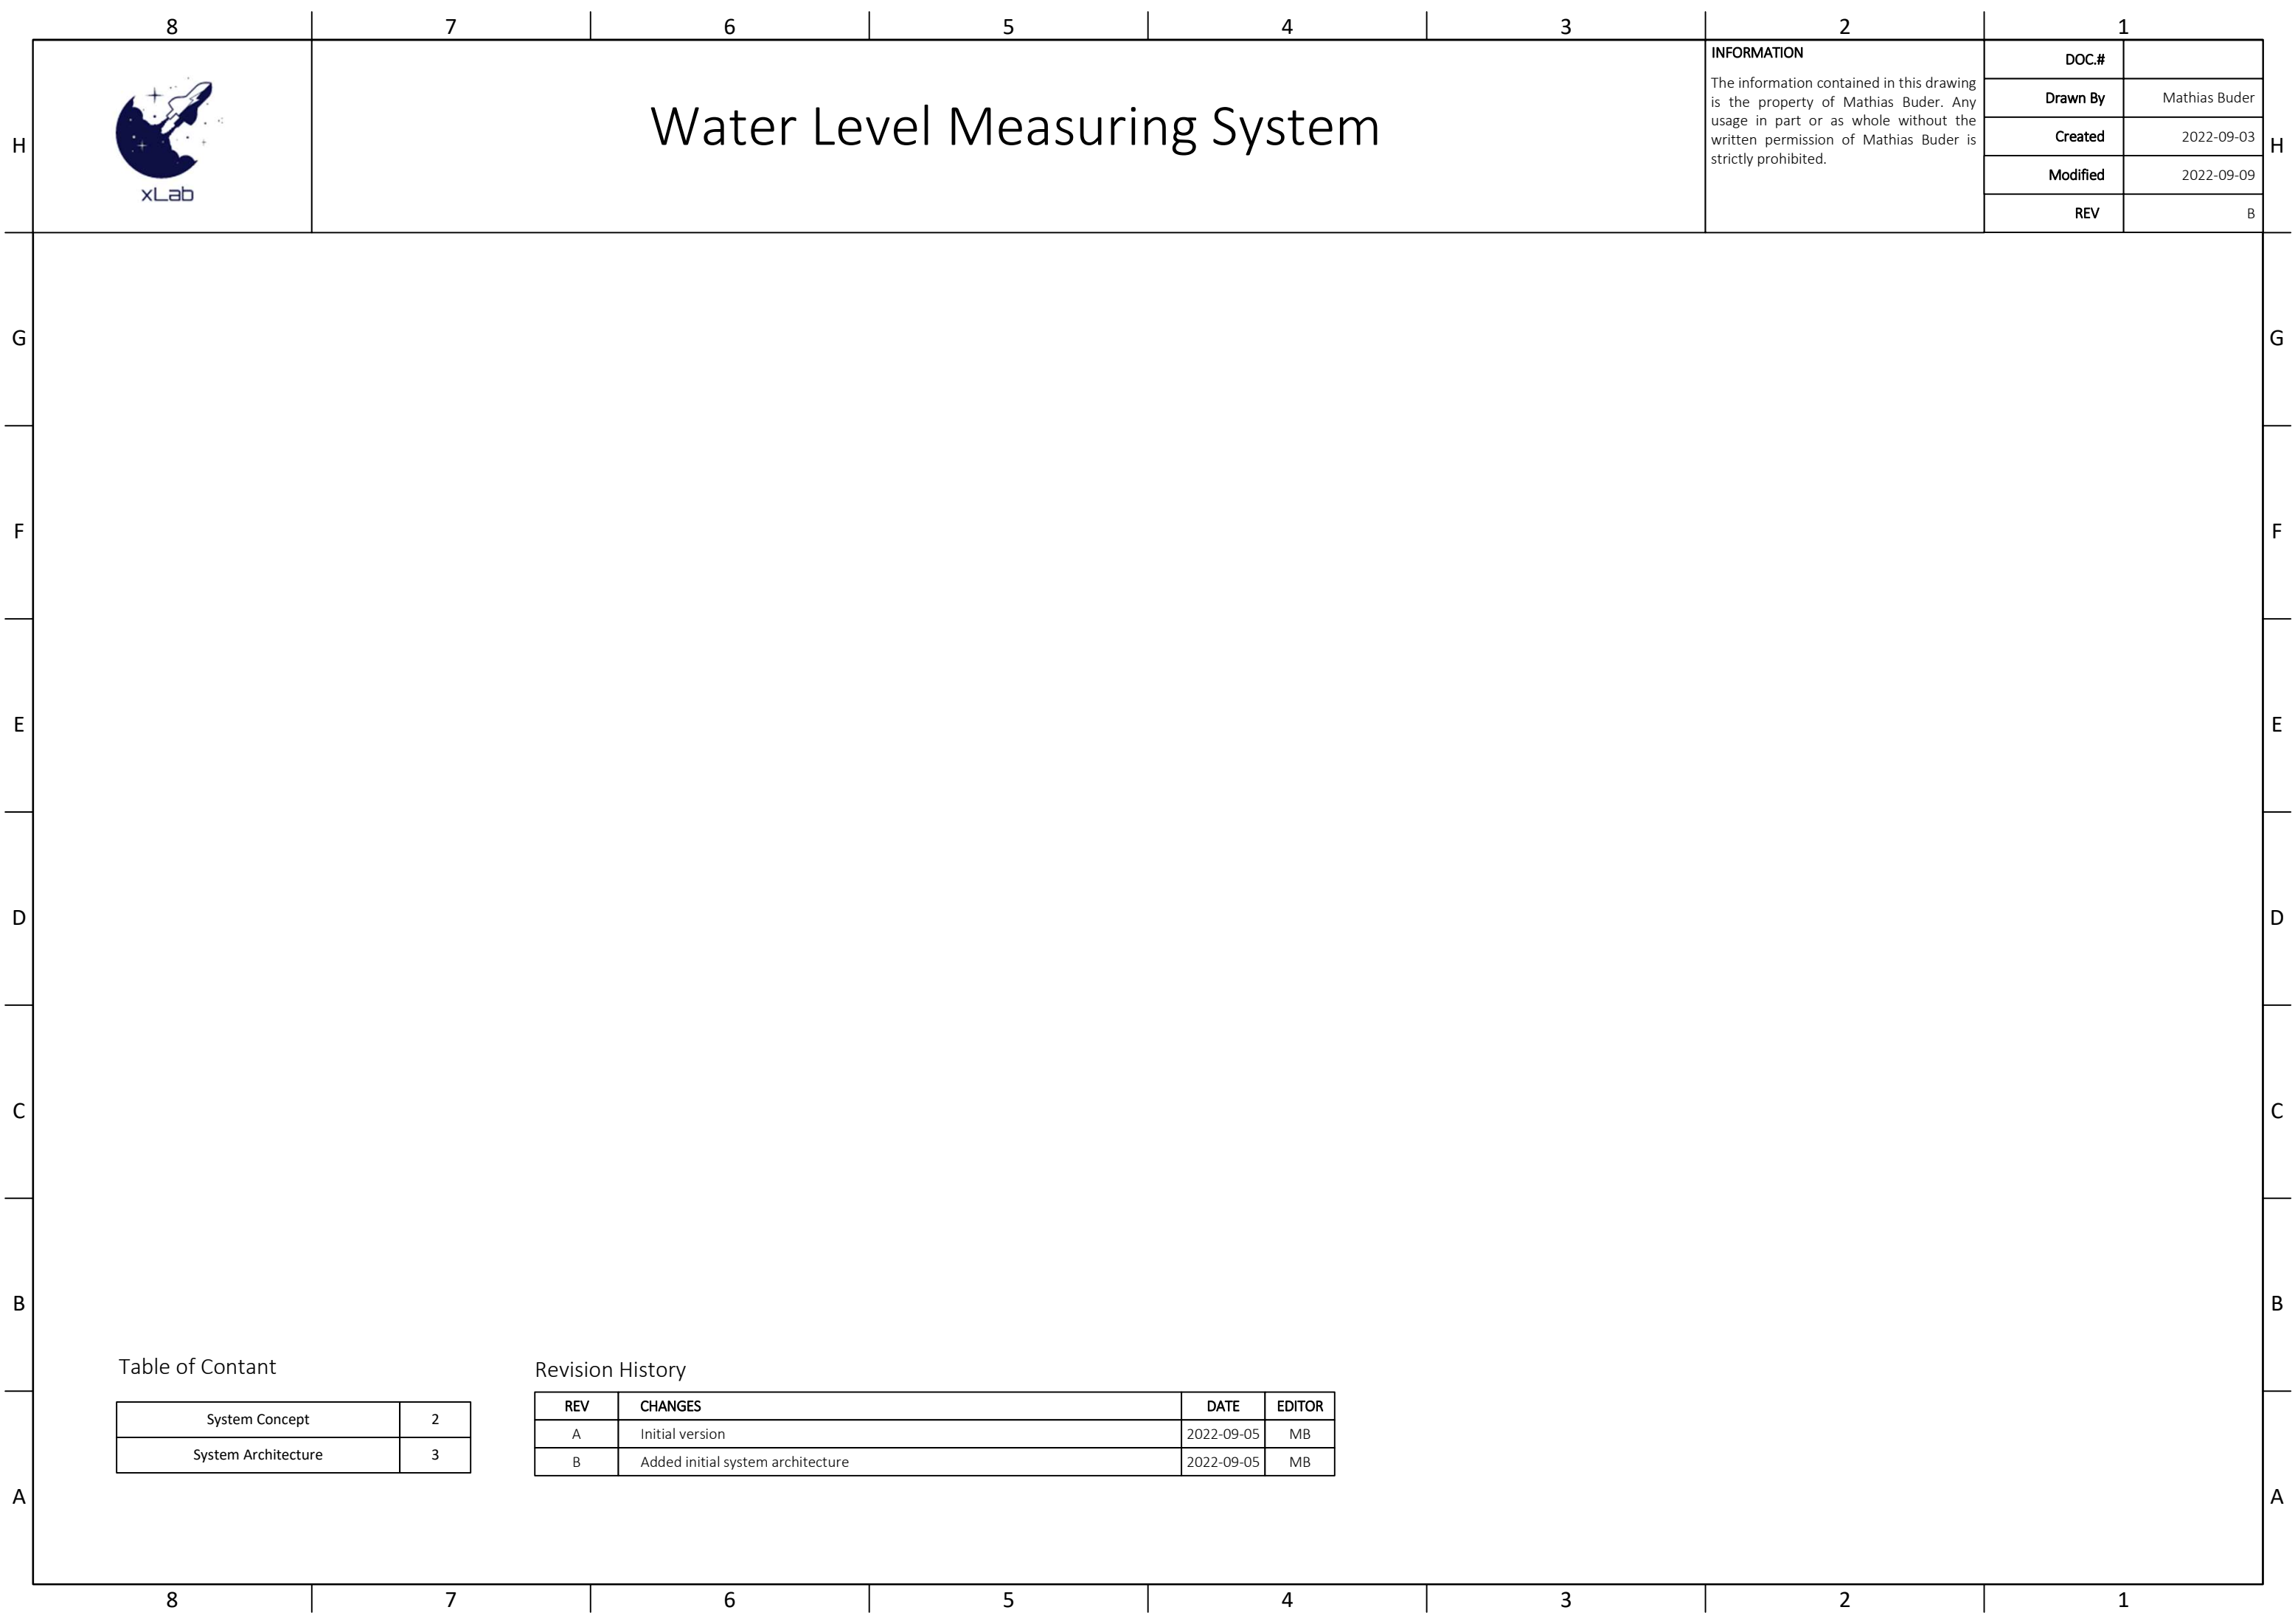 8 7 6 5 4 3 2 1
H
xLab
Water Level Measuring System
INFORMATION
The information contained in this drawing
is the property of Mathias Buder. Any
usage in part or as whole without the
written permission of Mathias Buder is
strictly prohibited.
DOC.#
Drawn By Mathias Buder
Created 2022-09-03
Modified 2022-09-09
REV B
H
G G
F F
E E
D D
C C
B B
Table of Contant
System Concept 2
System Architecture 3
Revision History
REV CHANGES DATE EDITOR
A Initial version 2022-09-05 MB
B Added initial system architecture 2022-09-05 MB
A A
8 7 6 5 4 3 2 1